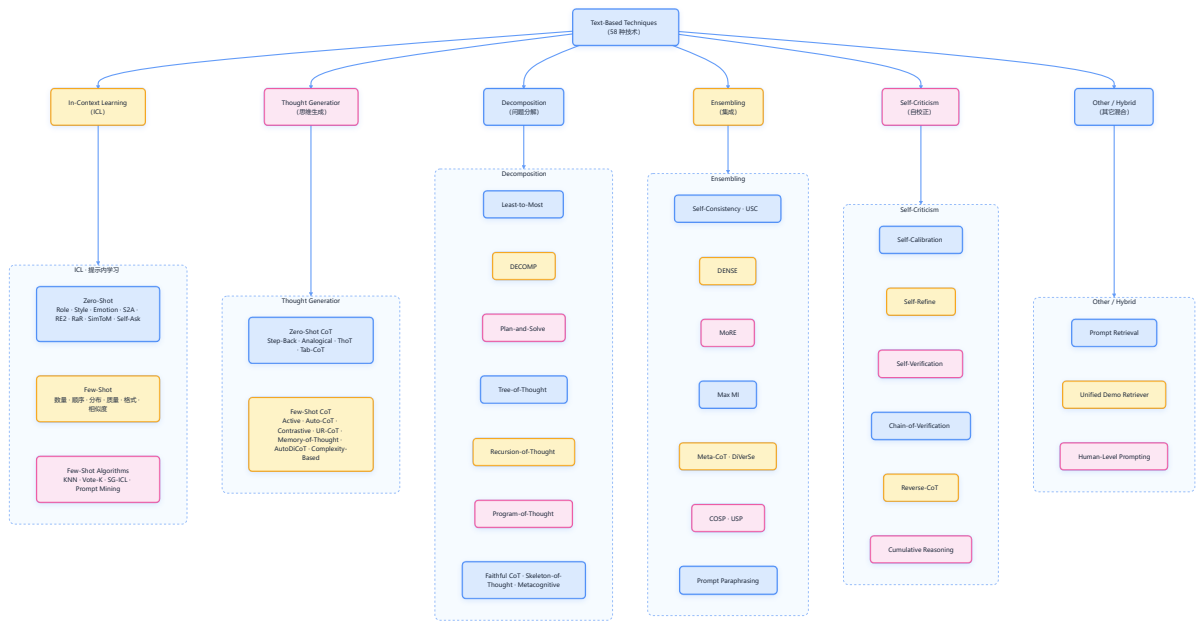 Text-Based Techniques
(58 种技术)
In-Context Learning
(ICL)
Thought Generatior
(思维生成)
Decomposition
(问题分解)
Ensembling
(集成)
Self-Criticism
(自校正)
Other / Hybrid
(其它混合)
ICL · 提示内学习
Zero-Shot
Role · Style · Emotion · S2A ·
RE2 · RaR · SimToM · Self-Ask
Few-Shot
数量 · 顺序 · 分布 · 质量 · 格式 ·
相似度
Few-Shot Algorithms
KNN · Vote-K · SG-ICL ·
Prompt Mining
Thought Generatior
Zero-Shot CoT
Step-Back · Analogical · ThoT
· Tab-CoT
Few-Shot CoT
Active · Auto-CoT ·
Contrastive · UR-CoT ·
Memory-of-Thought ·
AutoDiCoT · Complexity-
Based
Decomposition
Least-to-Most
DECOMP
Plan-and-Solve
Tree-of-Thought
Recursion-of-Thought
Program-of-Thought
Faithful CoT · Skeleton-of-
Thought · Metacognitive
Ensembling
Self-Consistency · USC
DENSE
MoRE
Max MI
Meta-CoT · DiVerSe
COSP · USP
Prompt Paraphrasing
Self-Criticism
Self-Calibration
Self-Refine
Self-Verification
Chain-of-Verification
Reverse-CoT
Cumulative Reasoning
Other / Hybrid
Prompt Retrieval
Unified Demo Retriever
Human-Level Prompting